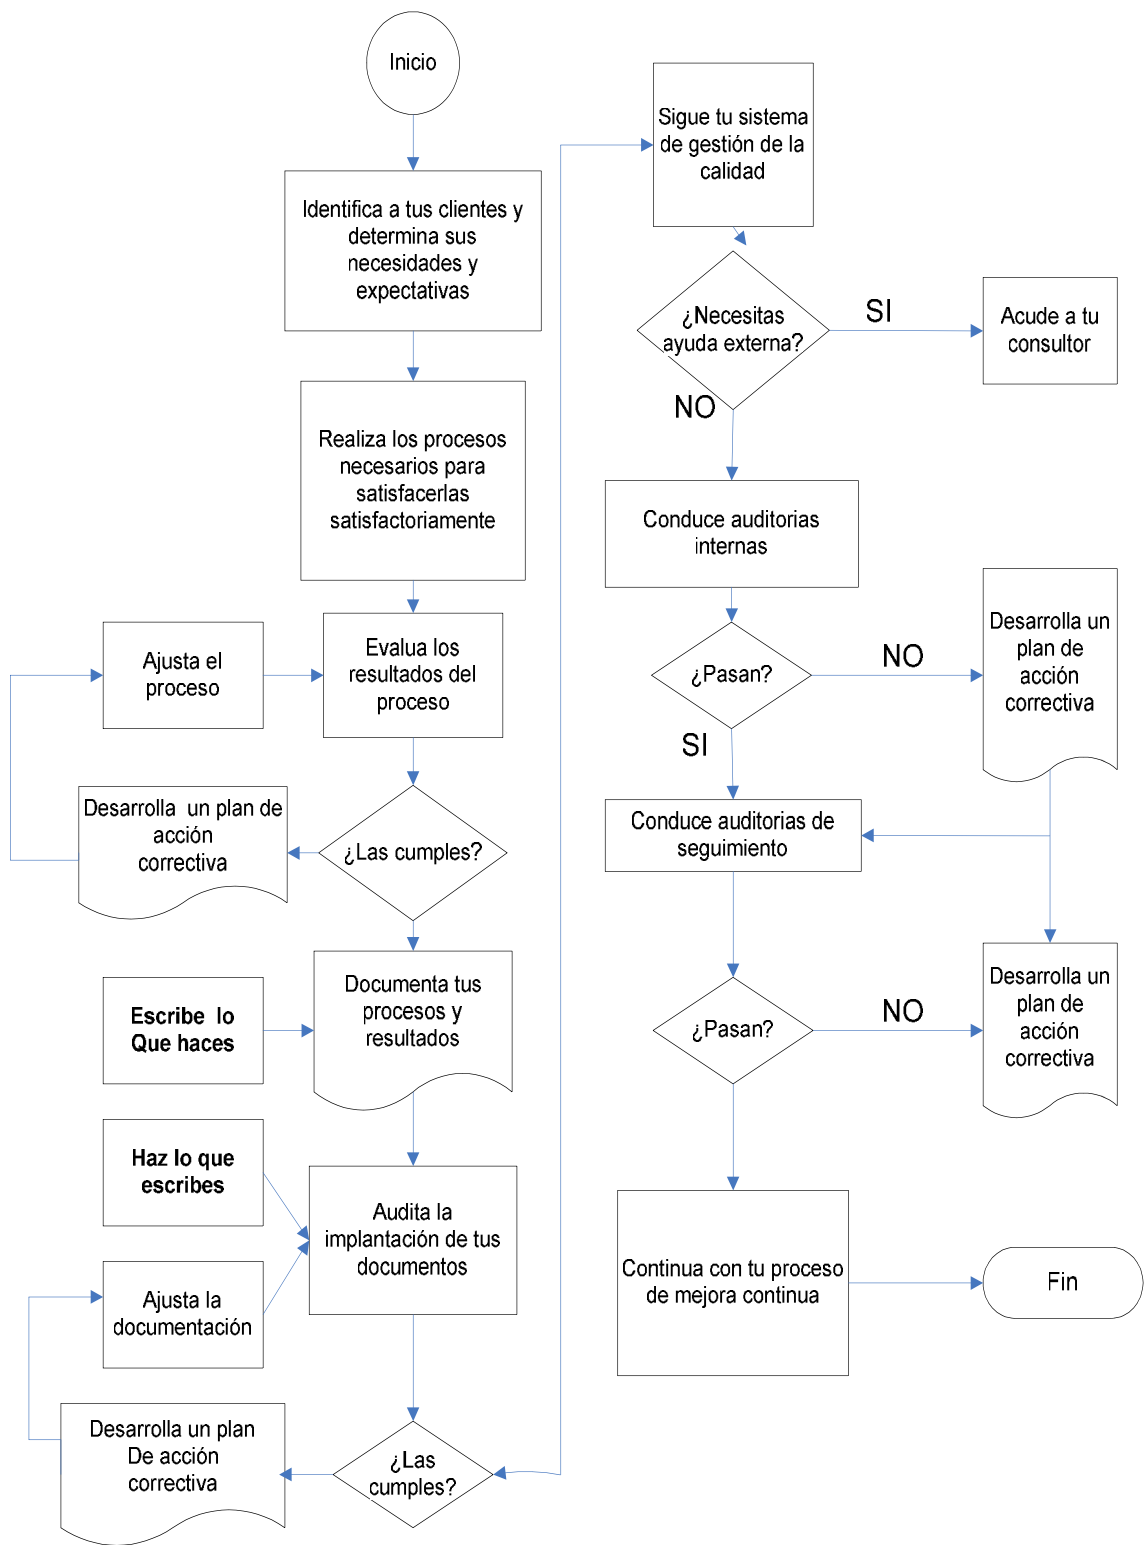 Inicio
Identifica a tus clientes y
determina sus
necesidades y
expectativas
Realiza los procesos
necesarios para
satisfacerlas
satisfactoriamente
Ajusta el
proceso
Evalua los
resultados del
proceso
Desarrolla un plan de
acción
correctiva
¿Las cumples?
Escribe lo
Que haces
Documenta tus
procesos y
resultados
Haz lo que
escribes
Audita la
implantación de tus
documentos
Ajusta la
documentación
Desarrolla un plan
De acción
correctiva
¿Las
cumples?
Sigue tu sistema
de gestión de la
calidad
¿Necesitas
ayuda externa?
SI
Acude a tu
consultor
NO
Conduce auditorias
internas
¿Pasan?
NO
Desarrolla un
plan de
acción
correctiva
SI
Conduce auditorias de
seguimiento
¿Pasan?
NO
Desarrolla un
plan de
acción
correctiva
Continua con tu proceso
de mejora continua
Fin